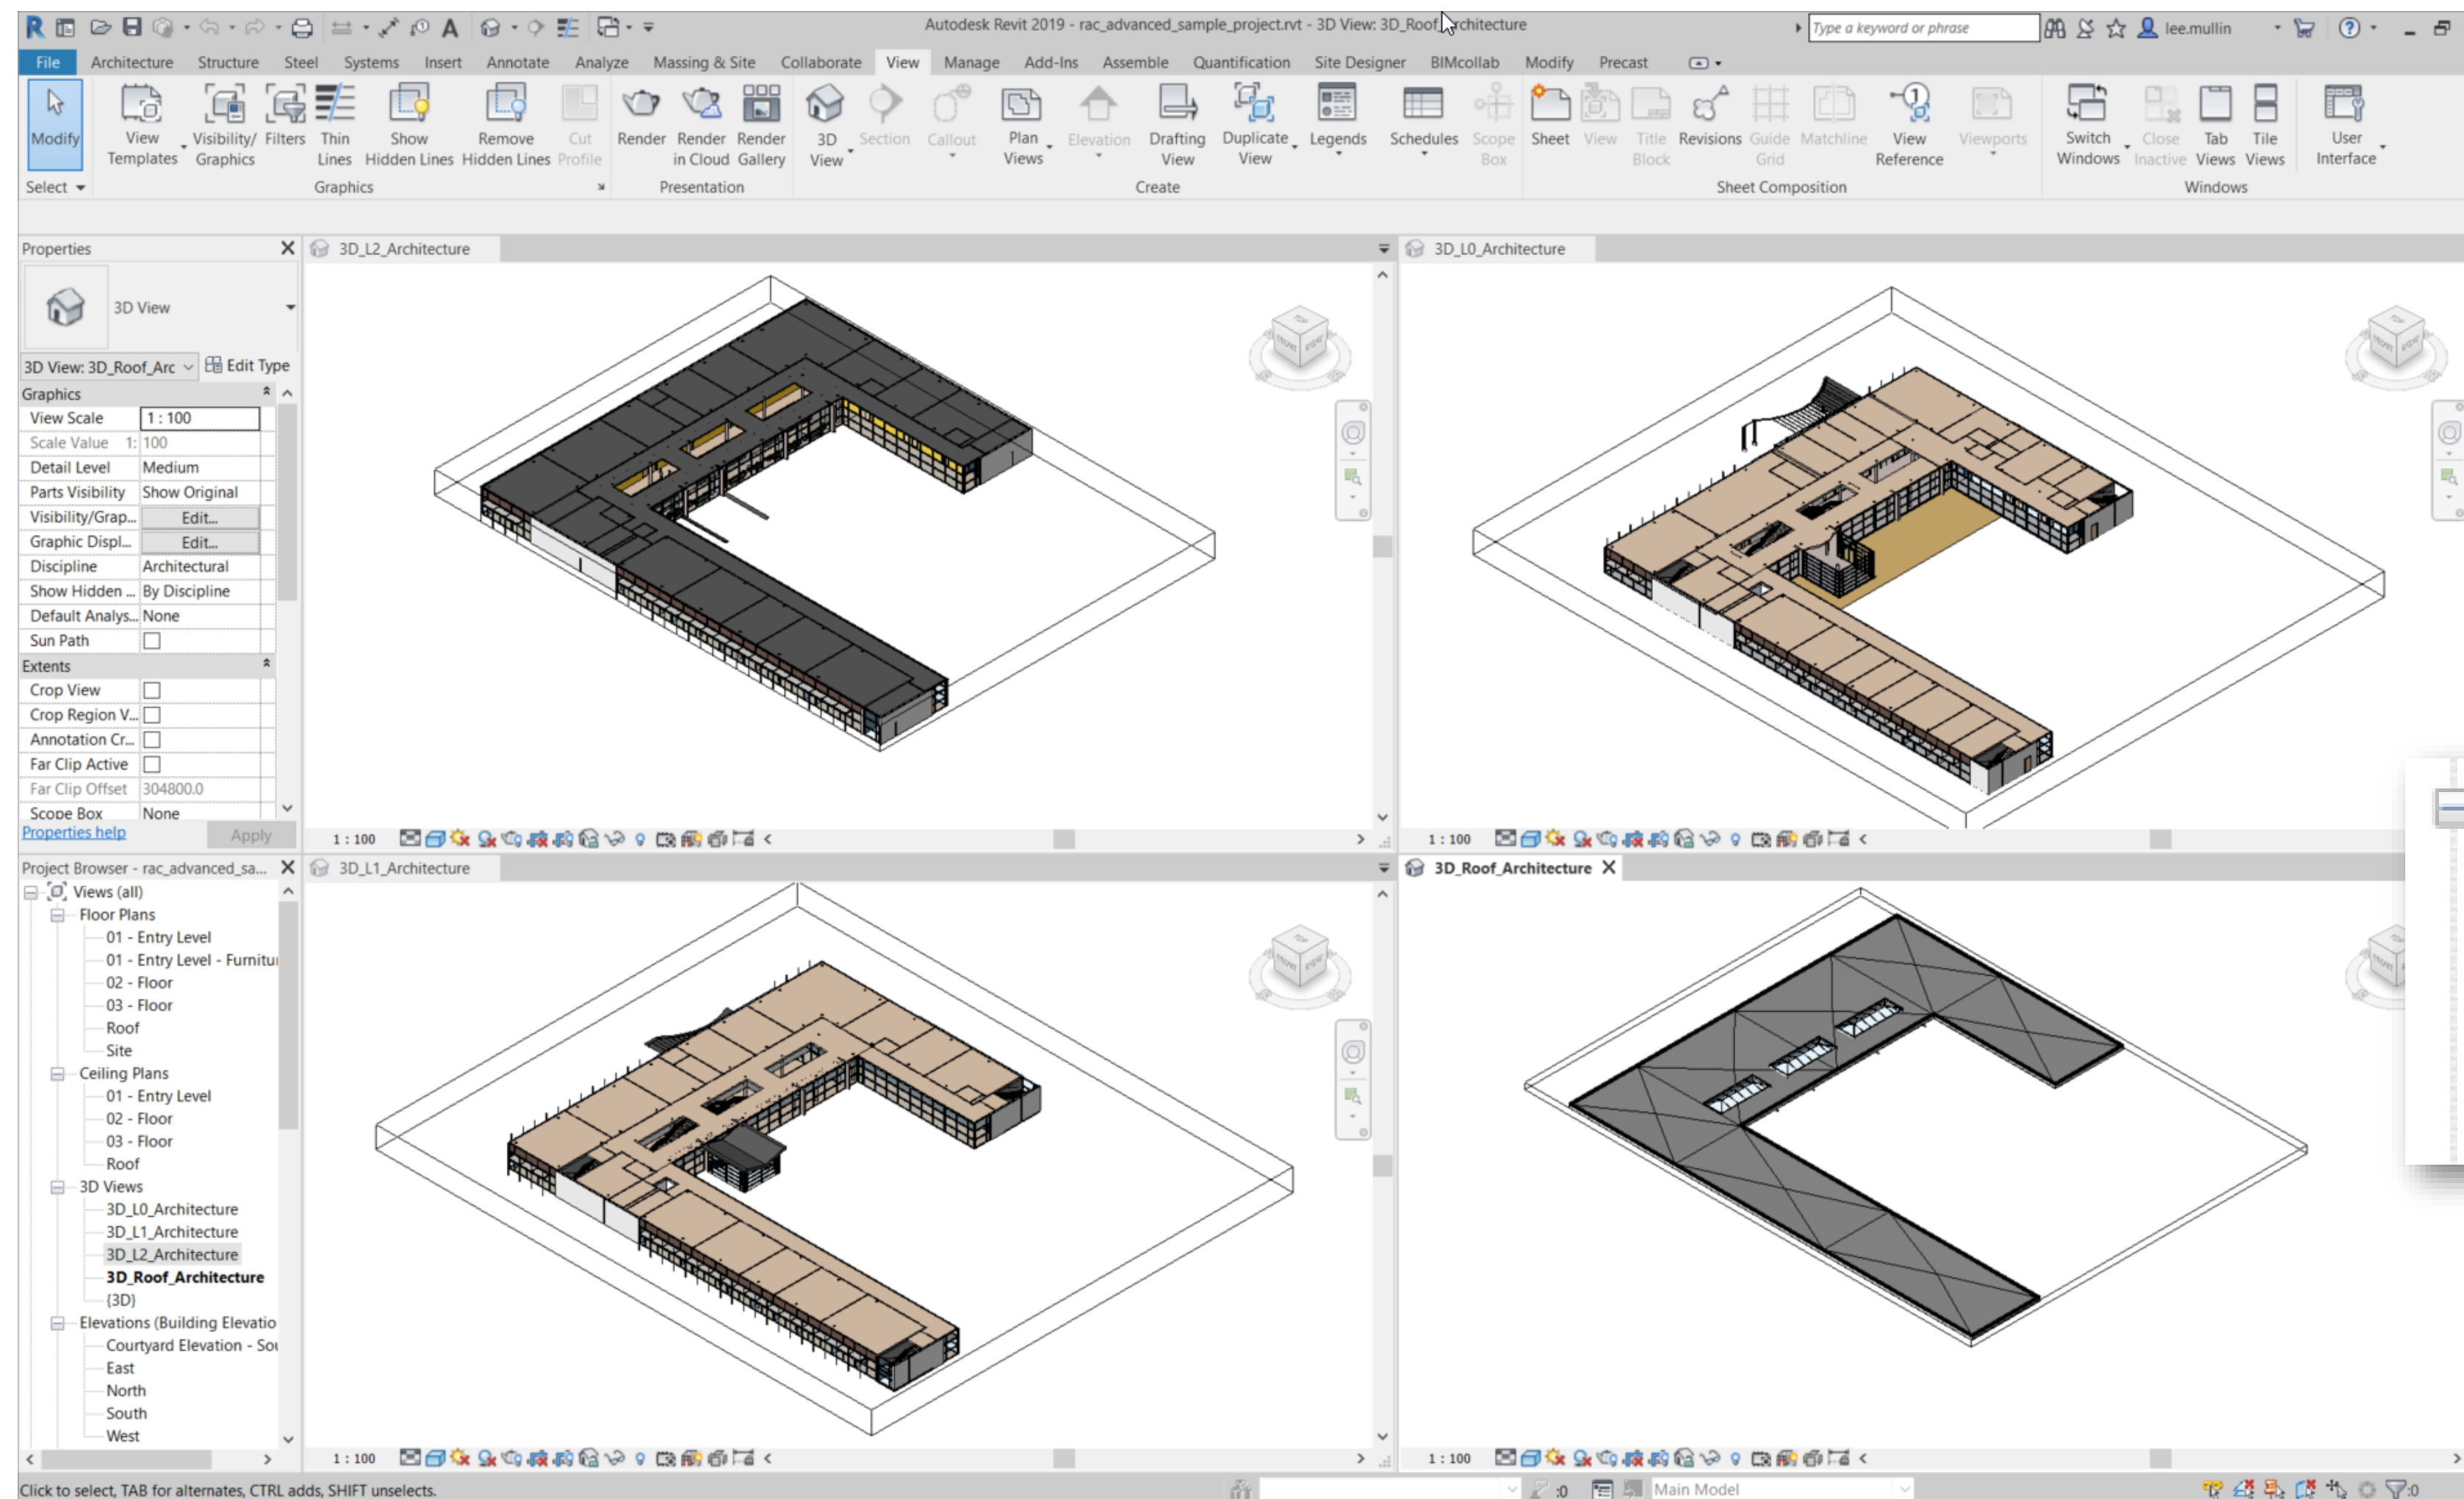 Autodesk Revit 2019 - rac_advanced_sample_project.rvt - 3D View: 3D_Roof_Architecture
Type a keyword or phrase
lee.mullin
File Architecture Structure Steel Systems Insert Annotate Analyze Massing & Site Collaborate View Manage Add-Ins Assemble Quantification Site Designer BIMcollab Modify Precast
Modify
View Templates
Visibility/ Graphics
Filters
Thin Lines
Show Hidden Lines
Remove Hidden Lines
Cut Profile
Render
Render in Cloud
Render Gallery
3D View
Section
Callout
Plan Views
Elevation
Drafting View
Duplicate View
Legends
Schedules
Scope Box
Sheet
View
Title Block
Revisions
Guide Grid
Matchline
View Reference
Viewports
Switch Windows
Close Inactive
Tab Views
Tile Views
User Interface
Select Graphics Presentation Create Sheet Composition Windows
Properties
3D View
3D View: 3D_Roof_Arc Edit Type
Graphics
View Scale 1 : 100
Scale Value 1: 100
Detail Level Medium
Parts Visibility Show Original
Visibility/Grap... Edit...
Graphic Displ... Edit...
Discipline Architectural
Show Hidden ... By Discipline
Default Analys... None
Sun Path
Extents
Crop View
Crop Region V...
Annotation Cr...
Far Clip Active
Far Clip Offset 304800.0
Scope Box None
Properties help Apply
Project Browser - rac_advanced_sa...
Views (all)
Floor Plans
01 - Entry Level
01 - Entry Level - Furnitu
02 - Floor
03 - Floor
Roof
Site
Ceiling Plans
01 - Entry Level
02 - Floor
03 - Floor
Roof
3D Views
3D_L0_Architecture
3D_L1_Architecture
3D_L2_Architecture
3D_Roof_Architecture
{3D}
Elevations (Building Elevatio
Courtyard Elevation - Sou
East
North
South
West
3D_L2_Architecture
1 : 100
3D_L0_Architecture
1 : 100
3D_L1_Architecture
1 : 100
3D_Roof_Architecture
1 : 100
Click to select, TAB for alternates, CTRL adds, SHIFT unselects.
:0
Main Model
:0